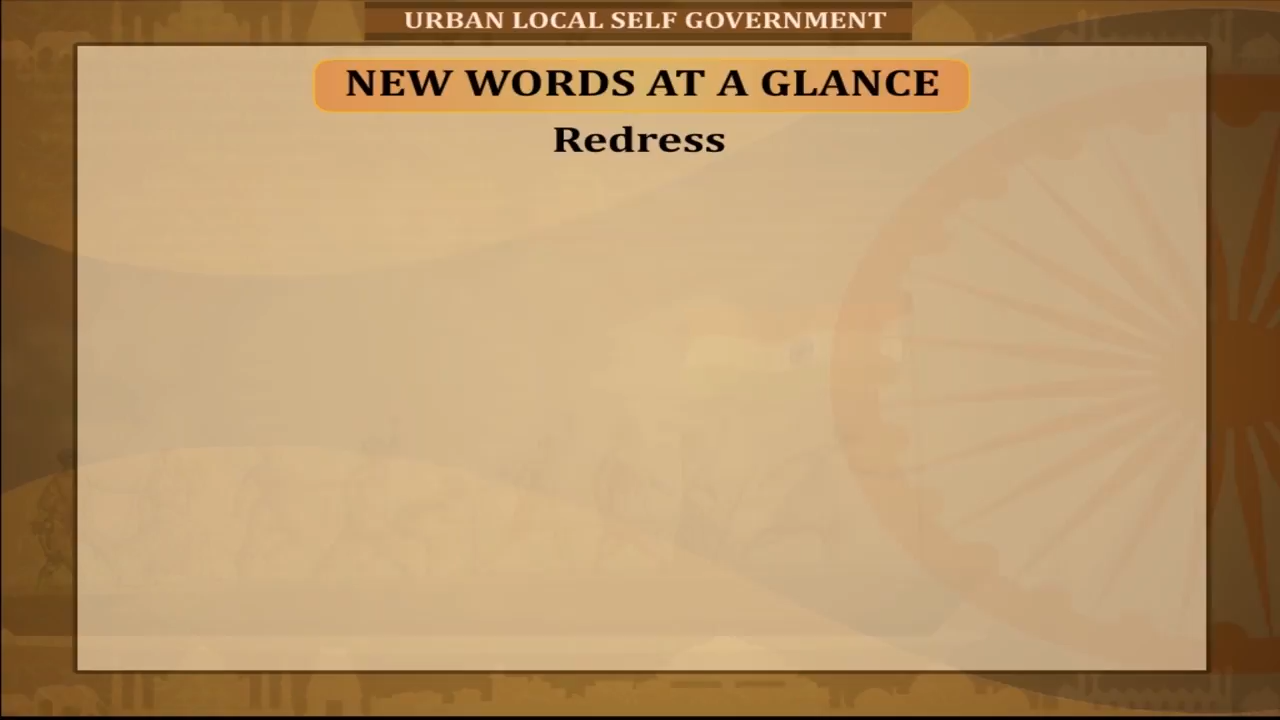 URBAN LOCAL SELF GOVERNMENT
NEW WORDS AT A GLANCE
Redress